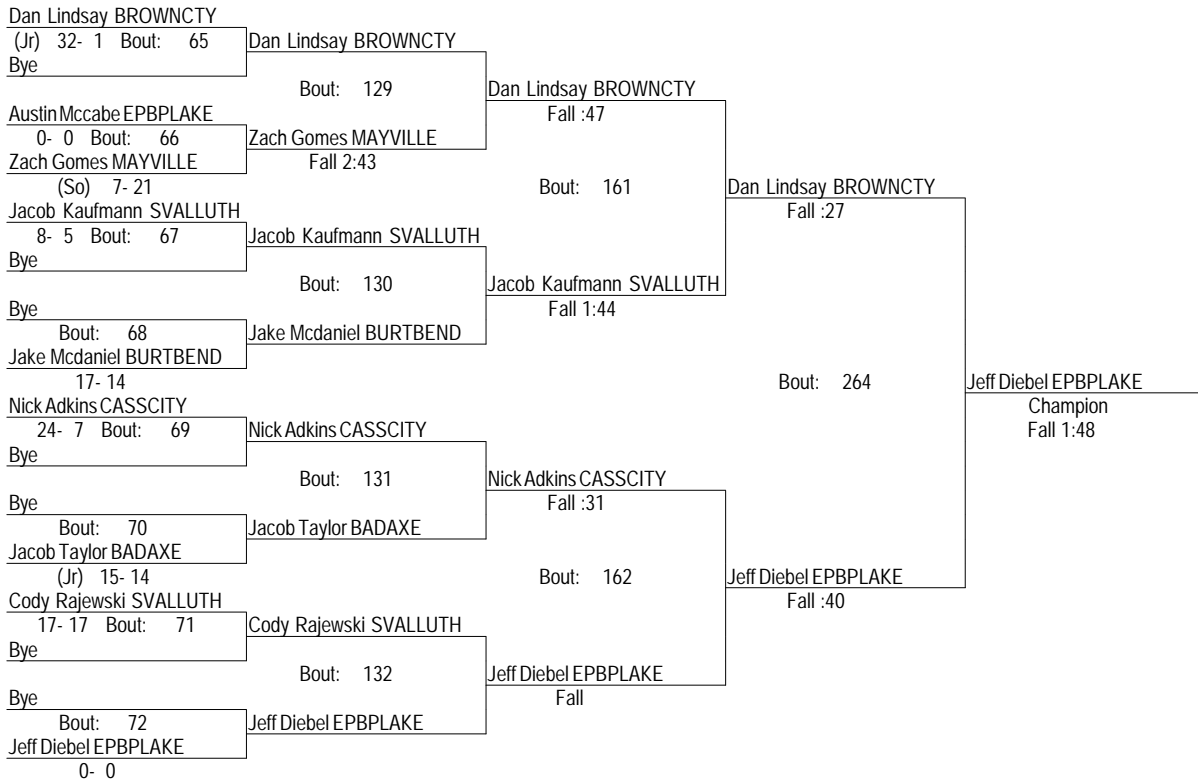 Dan Lindsay BROWNCTY
(Jr) 32- 1 Bout: 65
Bye
Austin Mccabe EPBPLAKE
0- 0 Bout: 66
Zach Gomes MAYVILLE
(So) 7- 21
Jacob Kaufmann SVALLUTH
8- 5 Bout: 67
Bye
Bye
Bout: 68
Jake Mcdaniel BURTBEND
17- 14
Nick Adkins CASSCITY
24- 7 Bout: 69
Bye
Bye
Bout: 70
Jacob Taylor BADAXE
(Jr) 15- 14
Cody Rajewski SVALLUTH
17- 17 Bout: 71
Bye
Bye
Bout: 72
Jeff Diebel EPBPLAKE
0- 0
Dan Lindsay BROWNCTY
Bout: 129
Zach Gomes MAYVILLE
Fall 2:43
Jacob Kaufmann SVALLUTH
Bout: 130
Jake Mcdaniel BURTBEND
Nick Adkins CASSCITY
Bout: 131
Jacob Taylor BADAXE
Cody Rajewski SVALLUTH
Bout: 132
Jeff Diebel EPBPLAKE
Dan Lindsay BROWNCTY
Fall :47
Bout: 161
Jacob Kaufmann SVALLUTH
Fall 1:44
Nick Adkins CASSCITY
Fall :31
Bout: 162
Jeff Diebel EPBPLAKE
Fall
Dan Lindsay BROWNCTY
Fall :27
Bout: 264
Jeff Diebel EPBPLAKE
Fall :40
Jeff Diebel EPBPLAKE
Champion
Fall 1:48